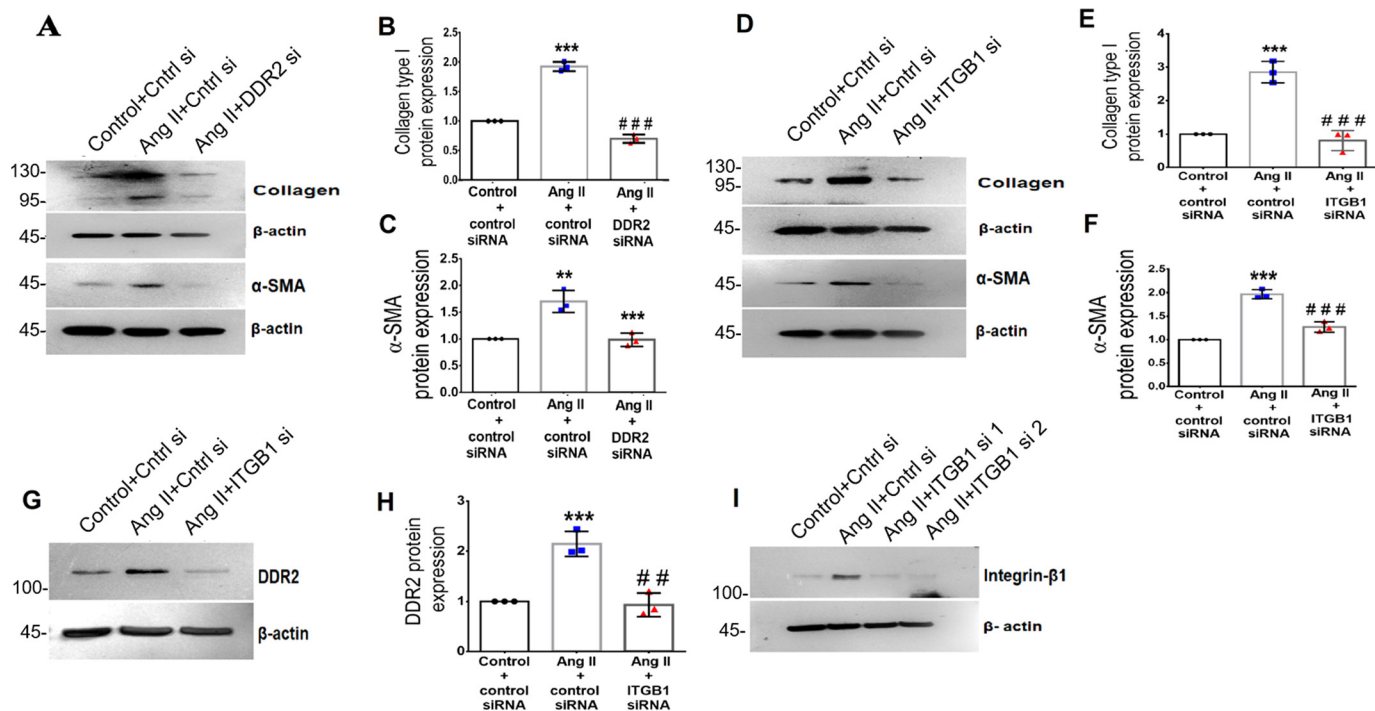 A
Control+Cntrl si
Ang II+Cntrl si
Ang II+DDR2 si
130-
95-
Collagen
45-
β-actin
45-
α-SMA
45-
β-actin
B
Collagen type I
protein expression
2.5
2.0
1.5
1.0
0.5
0.0
***
###
Control
+
control
siRNA
Ang II
+
control
siRNA
Ang II
+
DDR2
siRNA
C
α-SMA
protein expression
2.5
2.0
1.5
1.0
0.5
0.0
**
***
Control
+
control
siRNA
Ang II
+
control
siRNA
Ang II
+
DDR2
siRNA
D
Control+Cntrl si
Ang II+Cntrl si
Ang II+ITGB1 si
130-
95-
Collagen
45-
β-actin
45-
α-SMA
45-
β-actin
E
Collagen type I
protein expression
4
3
2
1
0
***
# # #
Control
+
control
siRNA
Ang II
+
control
siRNA
Ang II
+
ITGB1
siRNA
F
α-SMA
protein expression
2.5
2.0
1.5
1.0
0.5
0.0
***
###
Control
+
control
siRNA
Ang II
+
control
siRNA
Ang II
+
ITGB1
siRNA
G
Control+Cntrl si
Ang II+Cntrl si
Ang II+ITGB1 si
100-
DDR2
45-
β-actin
H
DDR2 protein
expression
3
2
1
0
***
# #
Control
+
control
siRNA
Ang II
+
control
siRNA
Ang II
+
ITGB1
siRNA
I
Control+Cntrl si
Ang II+Cntrl si
Ang II+ITGB1 si 1
Ang II+ITGB1 si 2
100-
Integrin-β1
45-
β- actin